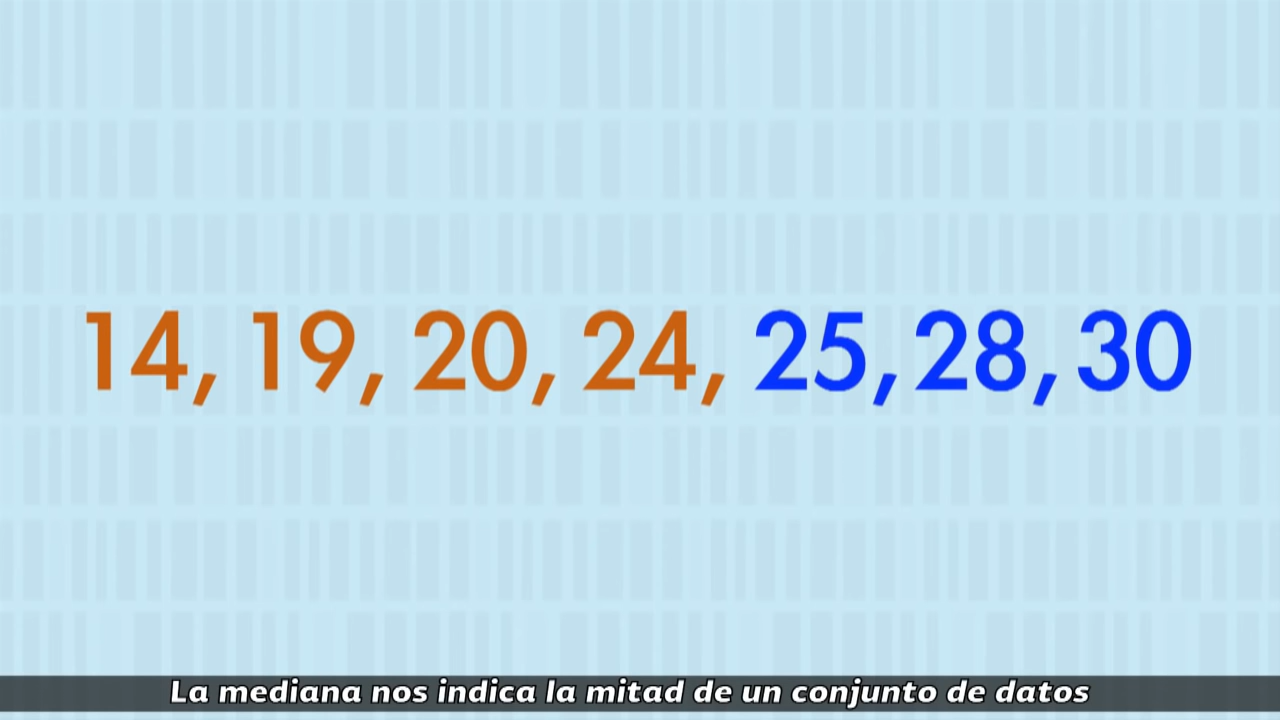 14, 19, 20, 24, 25, 28, 30
La mediana nos indica la mitad de un conjunto de datos